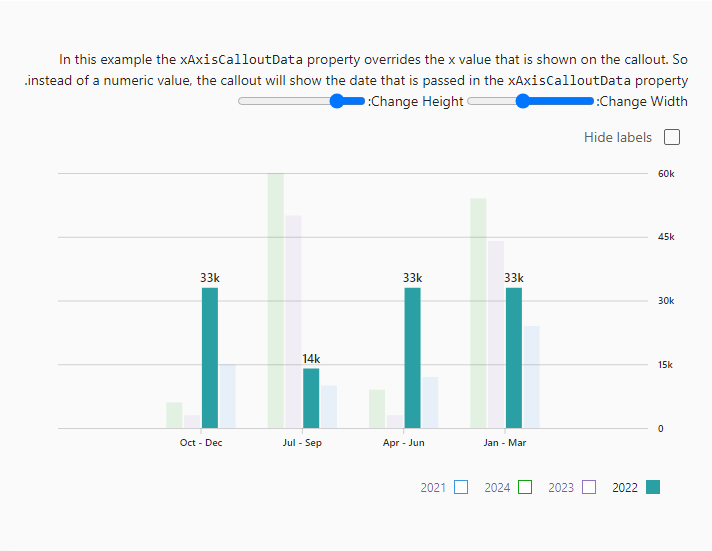 In this example the xAxisCalloutData property overrides the x value that is shown on the callout. So
.instead of a numeric value, the callout will show the date that is passed in the xAxisCalloutData property
:Change Height :Change Width
Hide labels
60k
45k
33k 33k 33k
30k
14k
15k
0
Oct - Dec Jul - Sep Apr - Jun Jan - Mar
2021 2024 2023 2022